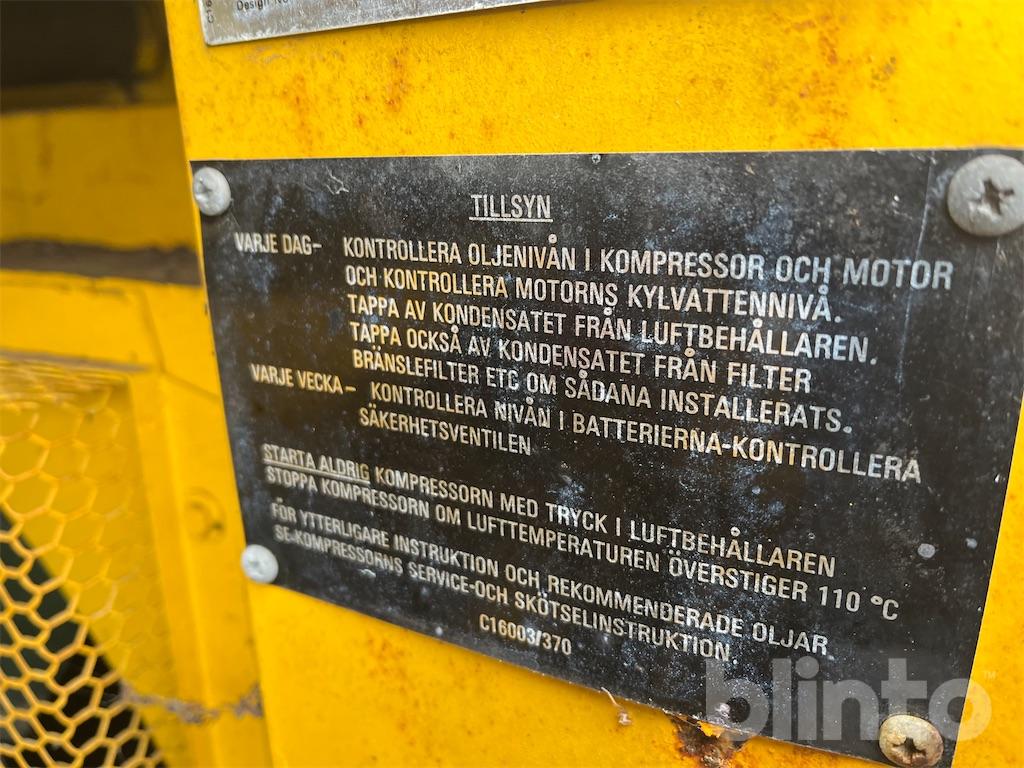 Design No
TILLSYN
VARJE DAG- KONTROLLERA OLJENIVÅN I KOMPRESSOR OCH MOTOR
OCH KONTROLLERA MOTORNS KYLVATTENNIVÅ.
TAPPA AV KONDENSATET FRÅN LUFTBEHÅLLAREN.
TAPPA OCKSÅ AV KONDENSATET FRÅN FILTER
BRÄNSLEFILTER ETC OM SÅDANA INSTALLERATS.
VARJE VECKA- KONTROLLERA NIVÅN I BATTERIERNA-KONTROLLERA
SÄKERHETSVENTILEN
STARTA ALDRIG KOMPRESSORN MED TRYCK I LUFTBEHÅLLAREN
STOPPA KOMPRESSORN OM LUFTTEMPERATUREN ÖVERSTIGER 110 °C
FÖR YTTERLIGARE INSTRUKTION OCH REKOMMENDERADE OLJAR
SE-KOMPRESSORNS SERVICE-OCH SKÖTSELINSTRUKTION.
C16003/370
blinto™